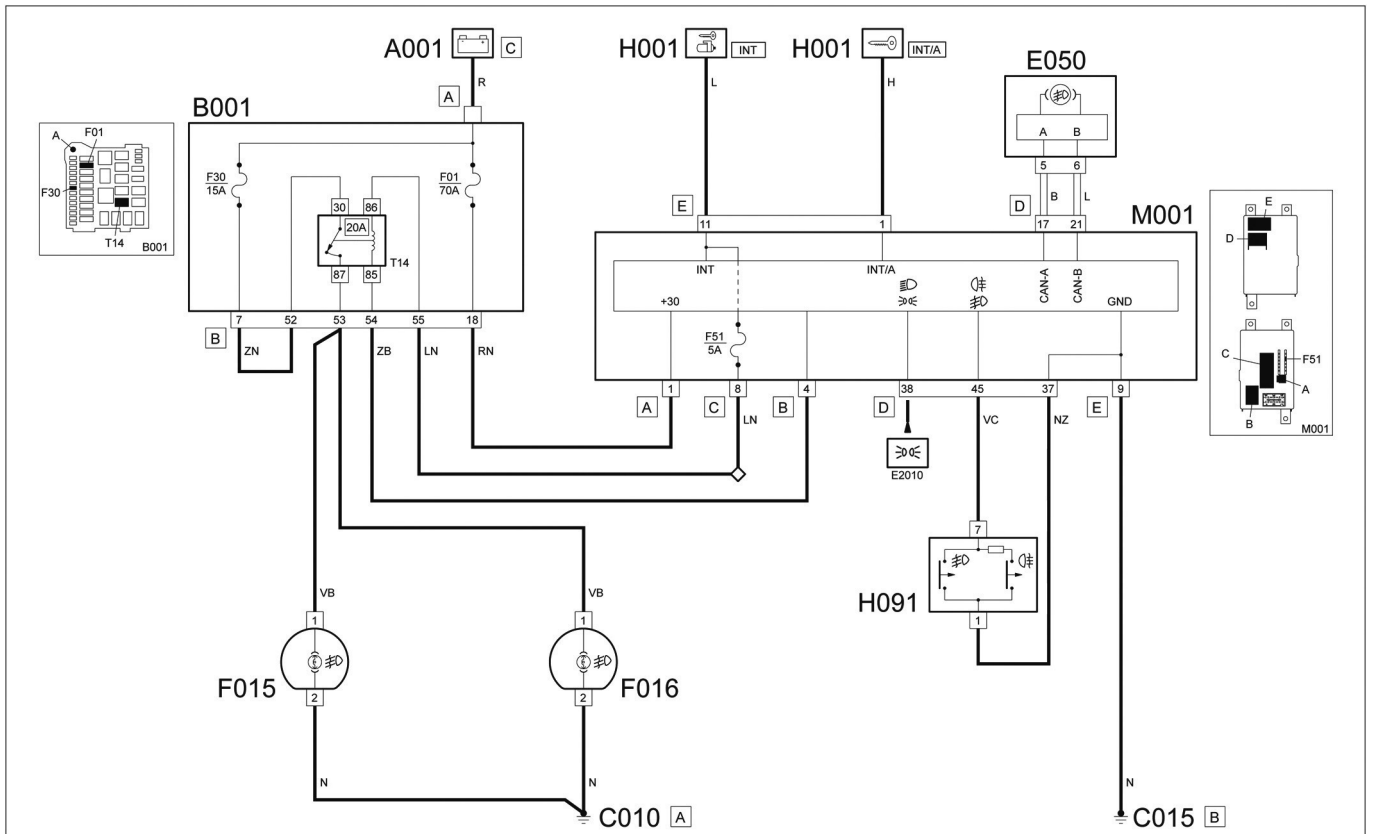 A001 C H001 INT H001 INT/A
E050
R L H
A
B001
A B
A F01
F30
T14
B001
F30
15A
F01
70A
30 86
20A
T14
87 85
5 6
B L
E D M001
11 1 17 21
INT INT/A CAN-A CAN-B
+30 GND
F51
5A
E
D
C F51
A
B
M001
7 52 53 54 55 18
B
ZN ZB LN RN
1 8 4 38 45 37 9
A C B D E
LN VC NZ
E2010
7
H091
1
VB VB
1 1
F015 F016
2 2
N N N
C010 A C015 B